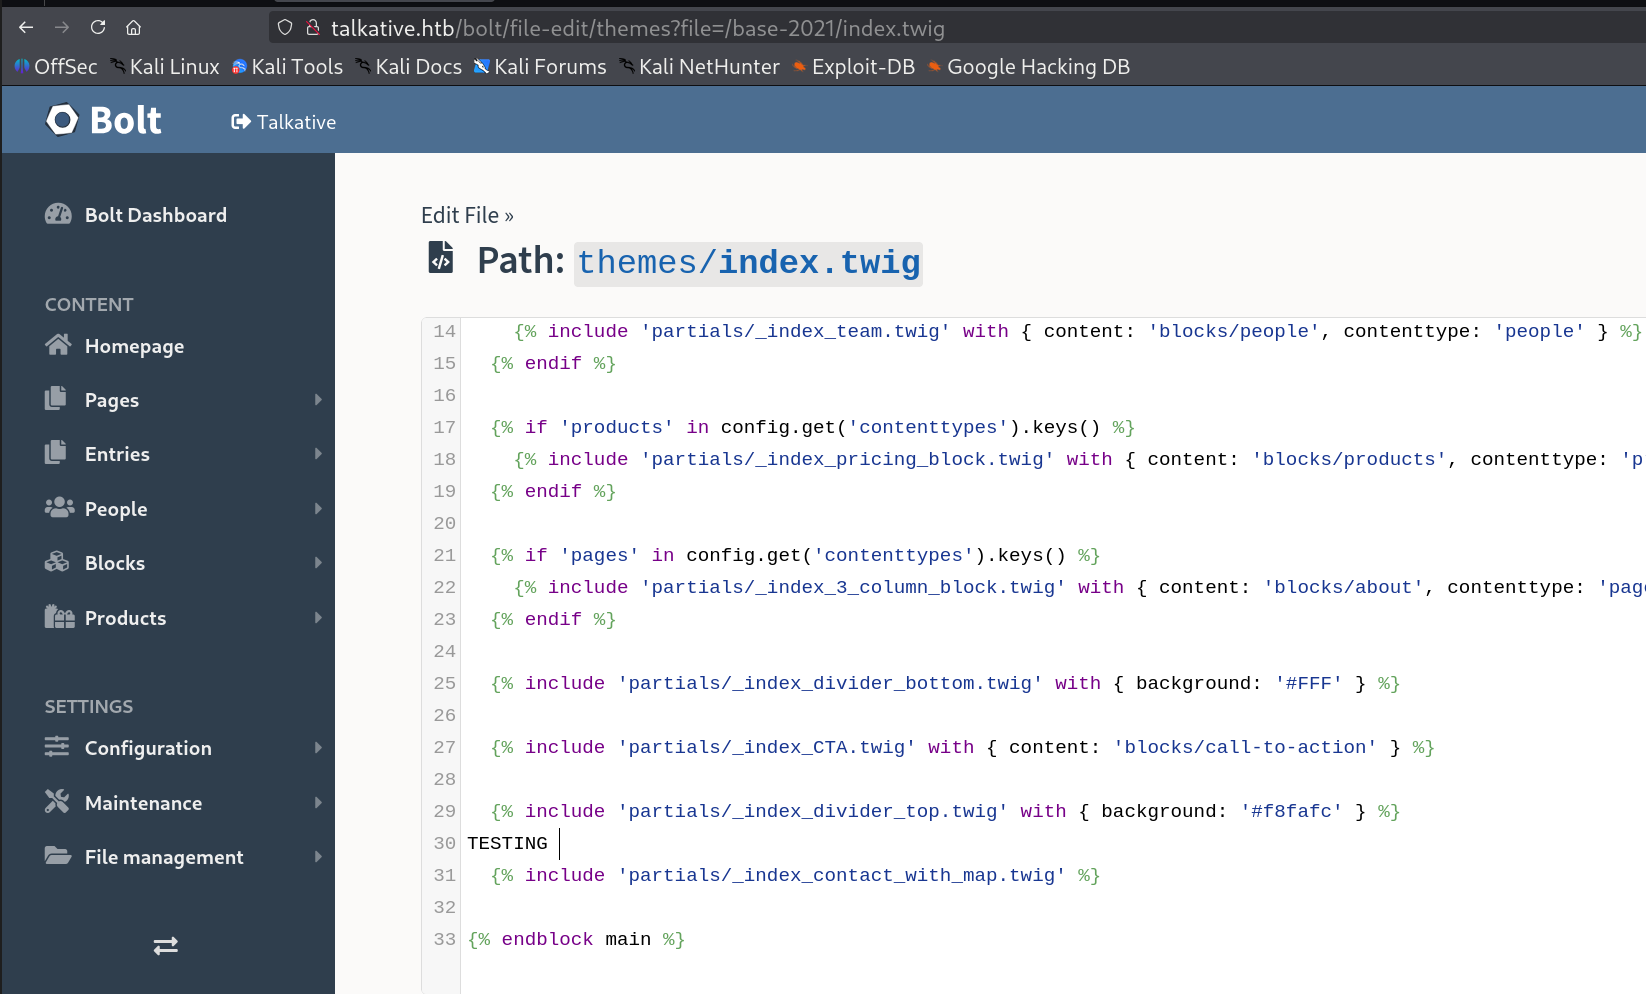 talkative.htb/bolt/file-edit/themes?file=/base-2021/index.twig
OffSec Kali Linux Kali Tools Kali Docs Kali Forums Kali NetHunter Exploit-DB Google Hacking DB
Bolt Talkative
Bolt Dashboard
CONTENT
Homepage
Pages
Entries
People
Blocks
Products
SETTINGS
Configuration
Maintenance
File management
Edit File »
Path: themes/index.twig
14 {% include 'partials/_index_team.twig' with { content: 'blocks/people', contenttype: 'people' } %}
15 {% endif %}
16
17 {% if 'products' in config.get('contenttypes').keys() %}
18 {% include 'partials/_index_pricing_block.twig' with { content: 'blocks/products', contenttype: 'p
19 {% endif %}
20
21 {% if 'pages' in config.get('contenttypes').keys() %}
22 {% include 'partials/_index_3_column_block.twig' with { content: 'blocks/about', contenttype: 'pag
23 {% endif %}
24
25 {% include 'partials/_index_divider_bottom.twig' with { background: '#FFF' } %}
26
27 {% include 'partials/_index_CTA.twig' with { content: 'blocks/call-to-action' } %}
28
29 {% include 'partials/_index_divider_top.twig' with { background: '#f8fafc' } %}
30 TESTING
31 {% include 'partials/_index_contact_with_map.twig' %}
32
33 {% endblock main %}